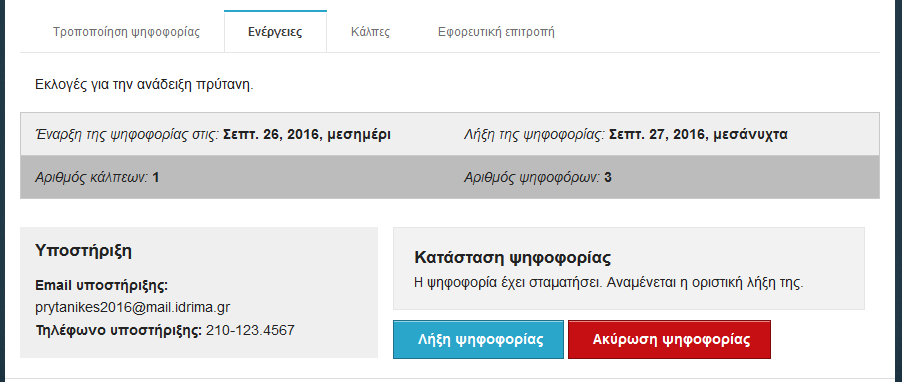 Τροποποίηση ψηφοφορίας Ενέργειες Κάλπες Εφορευτική επιτροπή
Εκλογές για την ανάδειξη πρύτανη.
Έναρξη της ψηφοφορίας στις: Σεπτ. 26, 2016, μεσημέρι Λήξη της ψηφοφορίας: Σεπτ. 27, 2016, μεσάνυχτα
Αριθμός κάλπεων: 1 Αριθμός ψηφοφόρων: 3
Υποστήριξη
Email υποστήριξης:
prytanikes2016@mail.idrima.gr
Τηλέφωνο υποστήριξης: 210-123.4567
Κατάσταση ψηφοφορίας
Η ψηφοφορία έχει σταματήσει. Αναμένεται η οριστική λήξη της.
Λήξη ψηφοφορίας Ακύρωση ψηφοφορίας